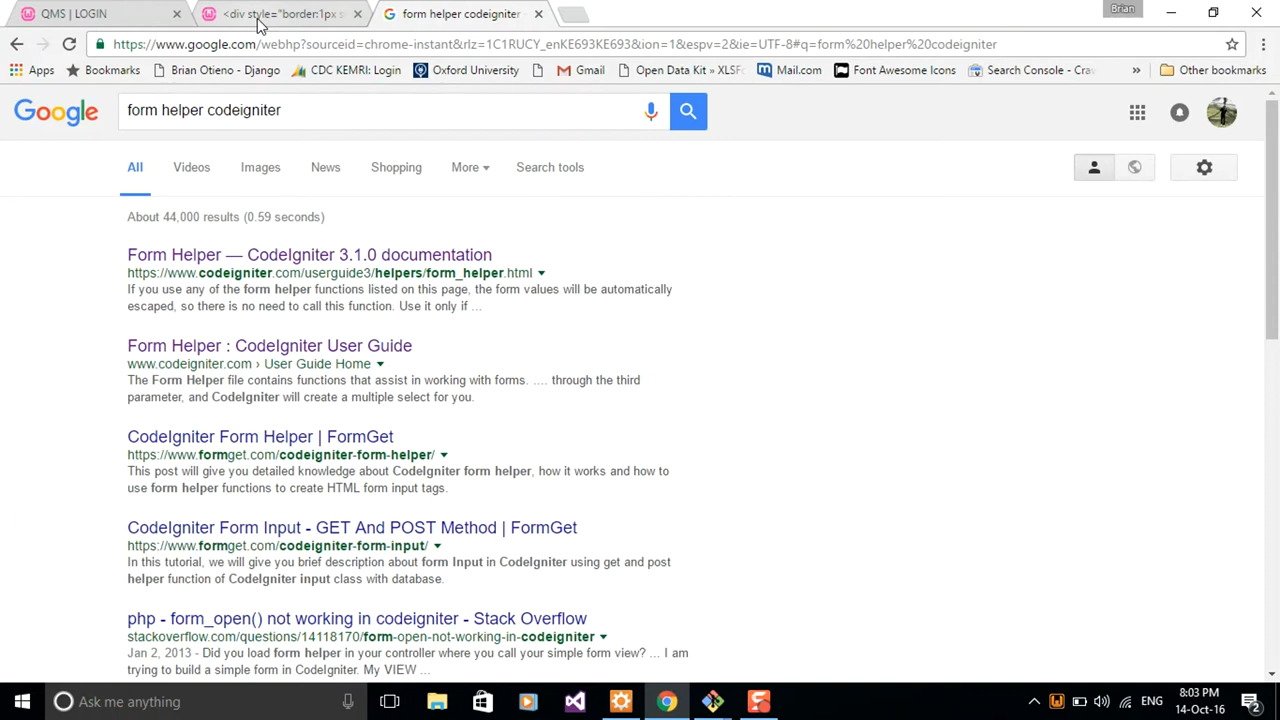 QMS | LOGIN
<div style="border:1px s
form helper codeigniter
Brian
https://www.google.com/webhp?sourceid=chrome-instant&rlz=1C1RUCY_enKE693KE693&ion=1&espv=2&ie=UTF-8#q=form%20helper%20codeigniter
Apps
Bookmarks
Brian Otieno - Django
CDC KEMRI: Login
Oxford University
Gmail
Open Data Kit » XLSF
Mail.com
Font Awesome Icons
Search Console - Cra
»
Other bookmarks
Google
form helper codeigniter
All Videos Images News Shopping More Search tools
About 44,000 results (0.59 seconds)
Form Helper — CodeIgniter 3.1.0 documentation
https://www.codeigniter.com/userguide3/helpers/form_helper.html
If you use any of the form helper functions listed on this page, the form values will be automatically
escaped, so there is no need to call this function. Use it only if ...
Form Helper : CodeIgniter User Guide
www.codeigniter.com › User Guide Home
The Form Helper file contains functions that assist in working with forms. .... through the third
parameter, and CodeIgniter will create a multiple select for you.
CodeIgniter Form Helper | FormGet
https://www.formget.com/codeigniter-form-helper/
This post will give you detailed knowledge about CodeIgniter form helper, how it works and how to
use form helper functions to create HTML form input tags.
CodeIgniter Form Input - GET And POST Method | FormGet
https://www.formget.com/codeigniter-form-input/
In this tutorial, we will give you brief description about form Input in CodeIgniter using get and post
helper function of CodeIgniter input class with database.
php - form_open() not working in codeigniter - Stack Overflow
stackoverflow.com/questions/14118170/form-open-not-working-in-codeigniter
Jan 2, 2013 - Did you load form helper in your controller where you call your simple form view? ... I am
trying to build a simple form in CodeIgniter. My VIEW ...
Ask me anything
ENG
8:03 PM
14-Oct-16
2